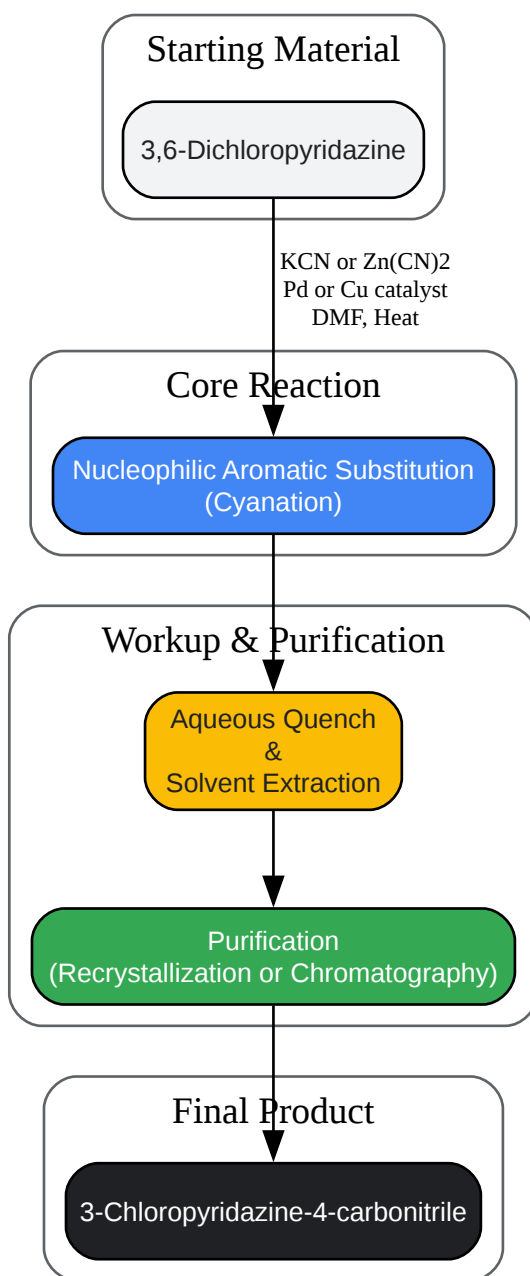 Starting Material
3,6-Dichloropyridazine
KCN or Zn(CN)2
Pd or Cu catalyst
DMF, Heat
Core Reaction
Nucleophilic Aromatic Substitution
(Cyanation)
Workup & Purification
Aqueous Quench
&
Solvent Extraction
Purification
(Recrystallization or Chromatography)
Final Product
3-Chloropyridazine-4-carbonitrile